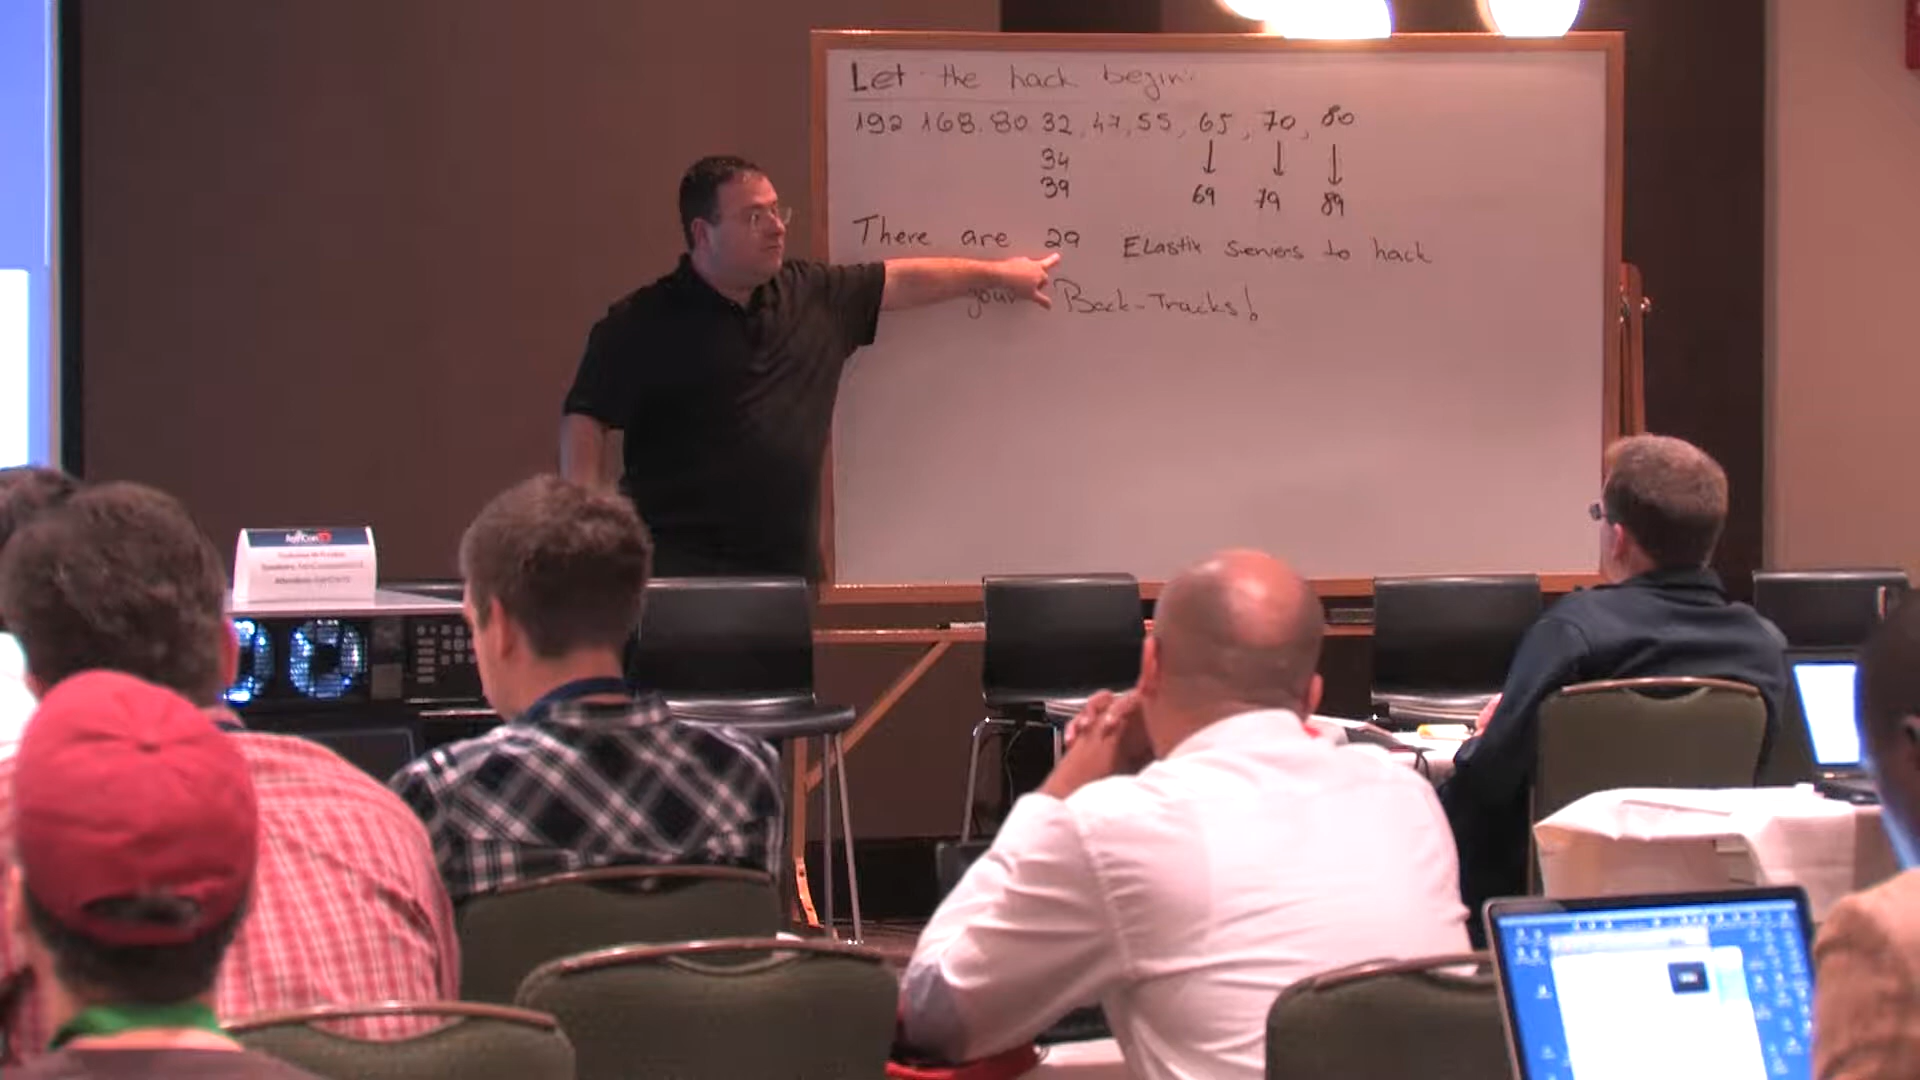 Let the hack begin!
192 168. 80 32, 47, 55, 65, 70, 80
34 ↓ ↓ ↓
39 69 79 89
There are 29 Elastix servers to hack
your Back-Tracks!